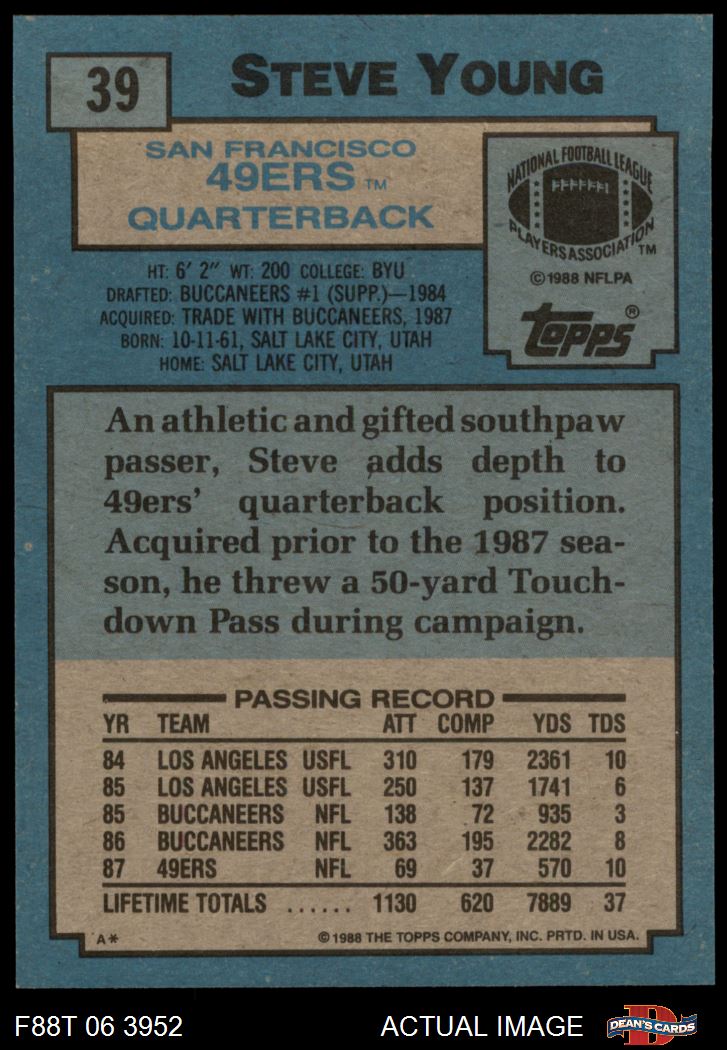 39
STEVE YOUNG
SAN FRANCISCO
49ERS TM
QUARTERBACK
NATIONAL FOOTBALL LEAGUE
PLAYERS ASSOCIATION TM
© 1988 NFLPA
Topps®
HT: 6' 2" WT: 200 COLLEGE: BYU
DRAFTED: BUCCANEERS #1 (SUPP.)—1984
ACQUIRED: TRADE WITH BUCCANEERS, 1987
BORN: 10-11-61, SALT LAKE CITY, UTAH
HOME: SALT LAKE CITY, UTAH
An athletic and gifted southpaw
passer, Steve adds depth to
49ers' quarterback position.
Acquired prior to the 1987 sea-
son, he threw a 50-yard Touch-
down Pass during campaign.
PASSING RECORD
YR TEAM ATT COMP YDS TDS
84 LOS ANGELES USFL 310 179 2361 10
85 LOS ANGELES USFL 250 137 1741 6
85 BUCCANEERS NFL 138 72 935 3
86 BUCCANEERS NFL 363 195 2282 8
87 49ERS NFL 69 37 570 10
LIFETIME TOTALS ...... 1130 620 7889 37
A* © 1988 THE TOPPS COMPANY, INC. PRTD. IN USA.
F88T 06 3952 ACTUAL IMAGE DEAN'S CARDS